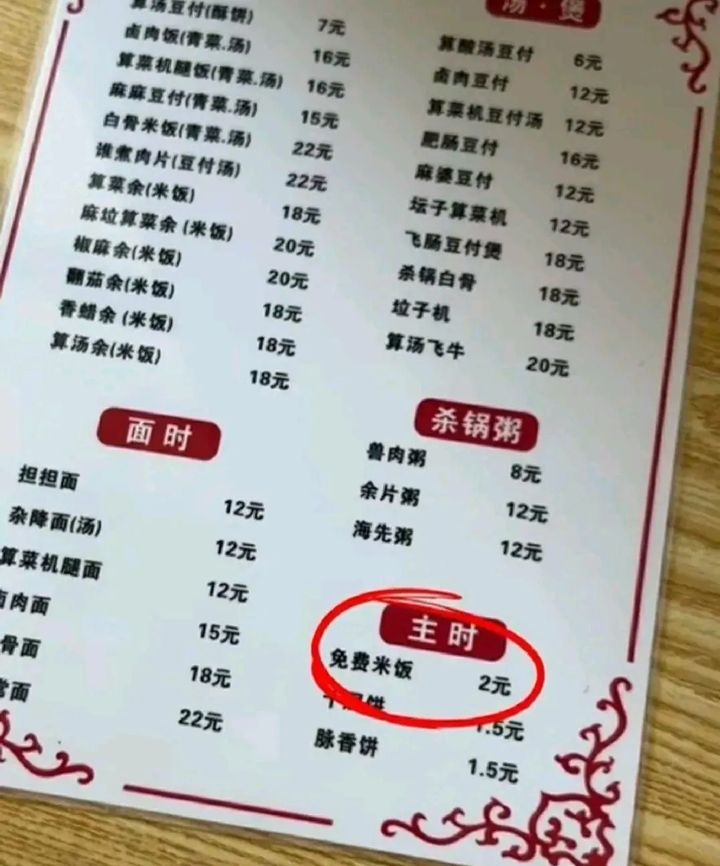 算汤豆付(酥饼) 7元
卤肉饭(青菜.汤) 16元
算菜机腿饭(青菜.汤) 16元
麻麻豆付(青菜.汤) 15元
白骨米饭(青菜.汤) 22元
谁煮肉片(豆付汤) 22元
算菜余(米饭) 18元
麻垃算菜余(米饭) 20元
椒麻余(米饭) 20元
翻茄余(米饭) 18元
香蜡余(米饭) 18元
算汤余(米饭) 18元
面时
担担面 12元
杂降面(汤) 12元
算菜机腿面 12元
卤肉面 15元
骨面 18元
面 22元
汤·煲
算酸汤豆付 6元
卤肉豆付 12元
算菜机豆付汤 12元
肥肠豆付 16元
麻婆豆付 12元
坛子算菜机 12元
飞肠豆付煲 18元
杀锅白骨 18元
垃子机 18元
算汤飞牛 20元
杀锅粥
兽肉粥 8元
余片粥 12元
海先粥 12元
主时
免费米饭 2元
饼 1.5元
脉香饼 1.5元